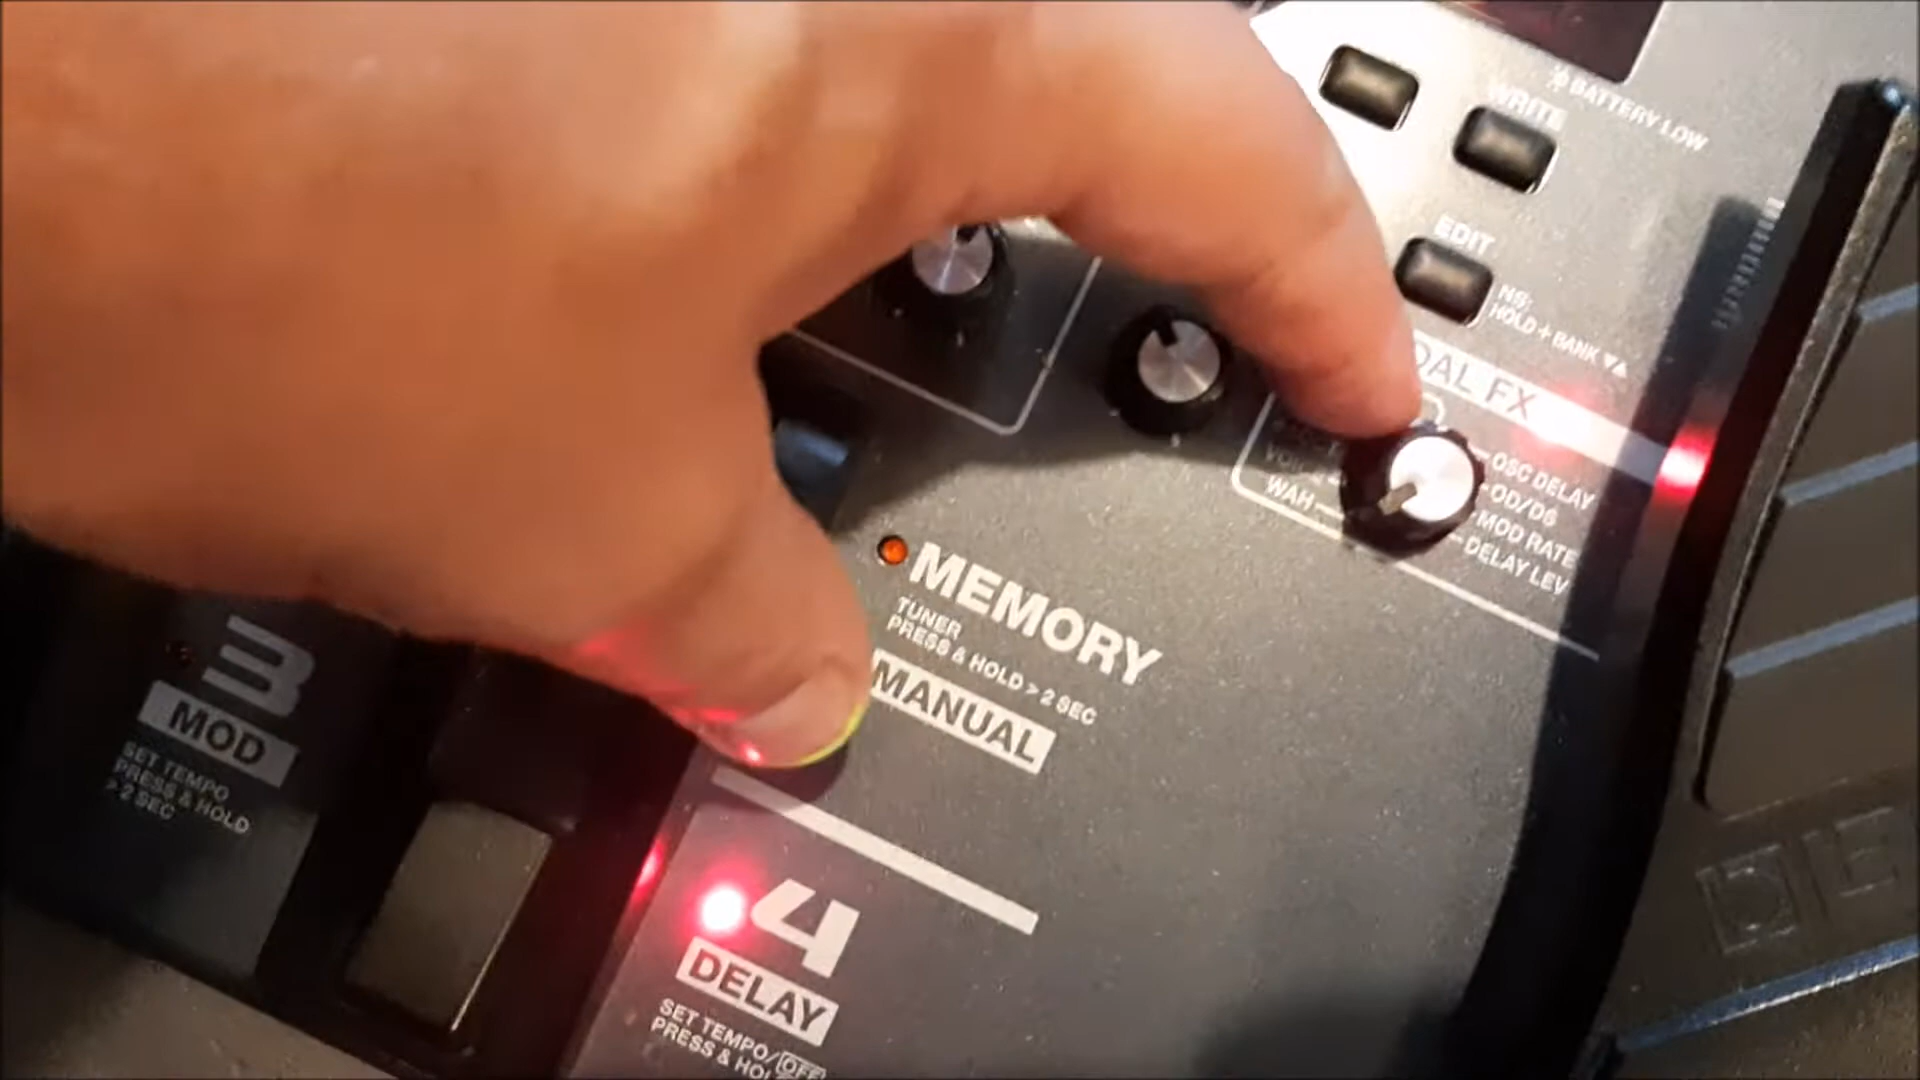 BATTERY LOW
WRITE
EDIT
NS:
HOLD + BANK ▼▲
DAL FX
OSC DELAY
OD/DS
MOD RATE
DELAY LEV
WAH
MEMORY
TUNER
PRESS & HOLD > 2 SEC
MANUAL
3
MOD
SET TEMPO
PRESS & HOLD
> 2 SEC
4
DELAY
SET TEMPO/OFF
PRESS & HOL